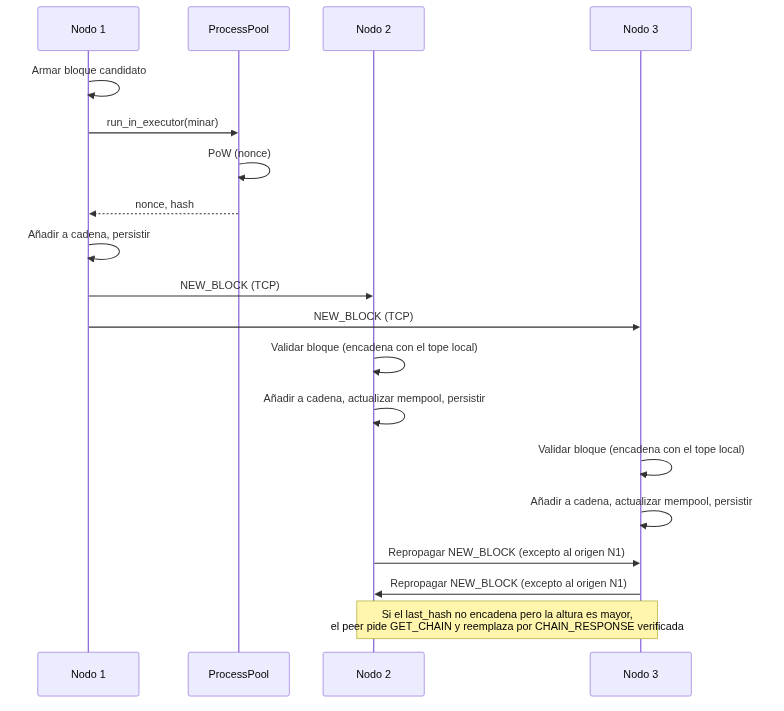 Nodo 1
ProcessPool
Nodo 2
Nodo 3
Armar bloque candidato
run_in_executor(minar)
PoW (nonce)
nonce, hash
Añadir a cadena, persistir
NEW_BLOCK (TCP)
NEW_BLOCK (TCP)
Validar bloque (encadena con el tope local)
Añadir a cadena, actualizar mempool, persistir
Validar bloque (encadena con el tope local)
Añadir a cadena, actualizar mempool, persistir
Repropagar NEW_BLOCK (excepto al origen N1)
Repropagar NEW_BLOCK (excepto al origen N1)
Si el last_hash no encadena pero la altura es mayor,
el peer pide GET_CHAIN y reemplaza por CHAIN_RESPONSE verificada
Nodo 1
ProcessPool
Nodo 2
Nodo 3